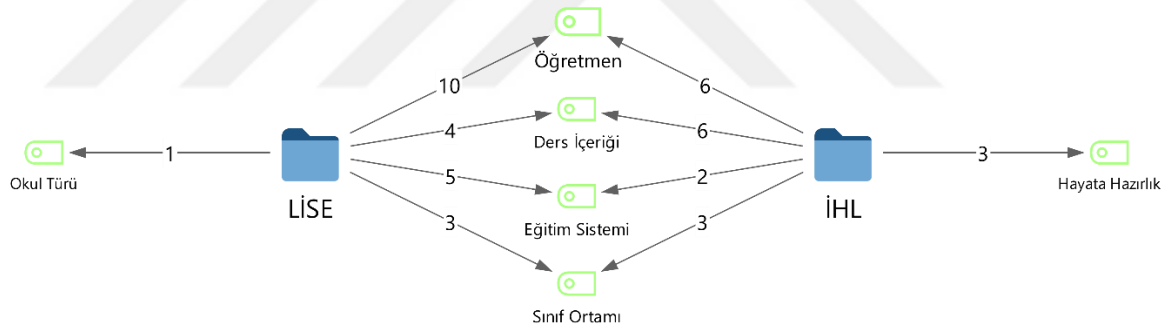 Öğretmen
10
6
Ders İçeriği
4
6
Okul Türü
1
LİSE
5
2
İHL
3
Hayata Hazırlık
Eğitim Sistemi
3
3
Sınıf Ortamı